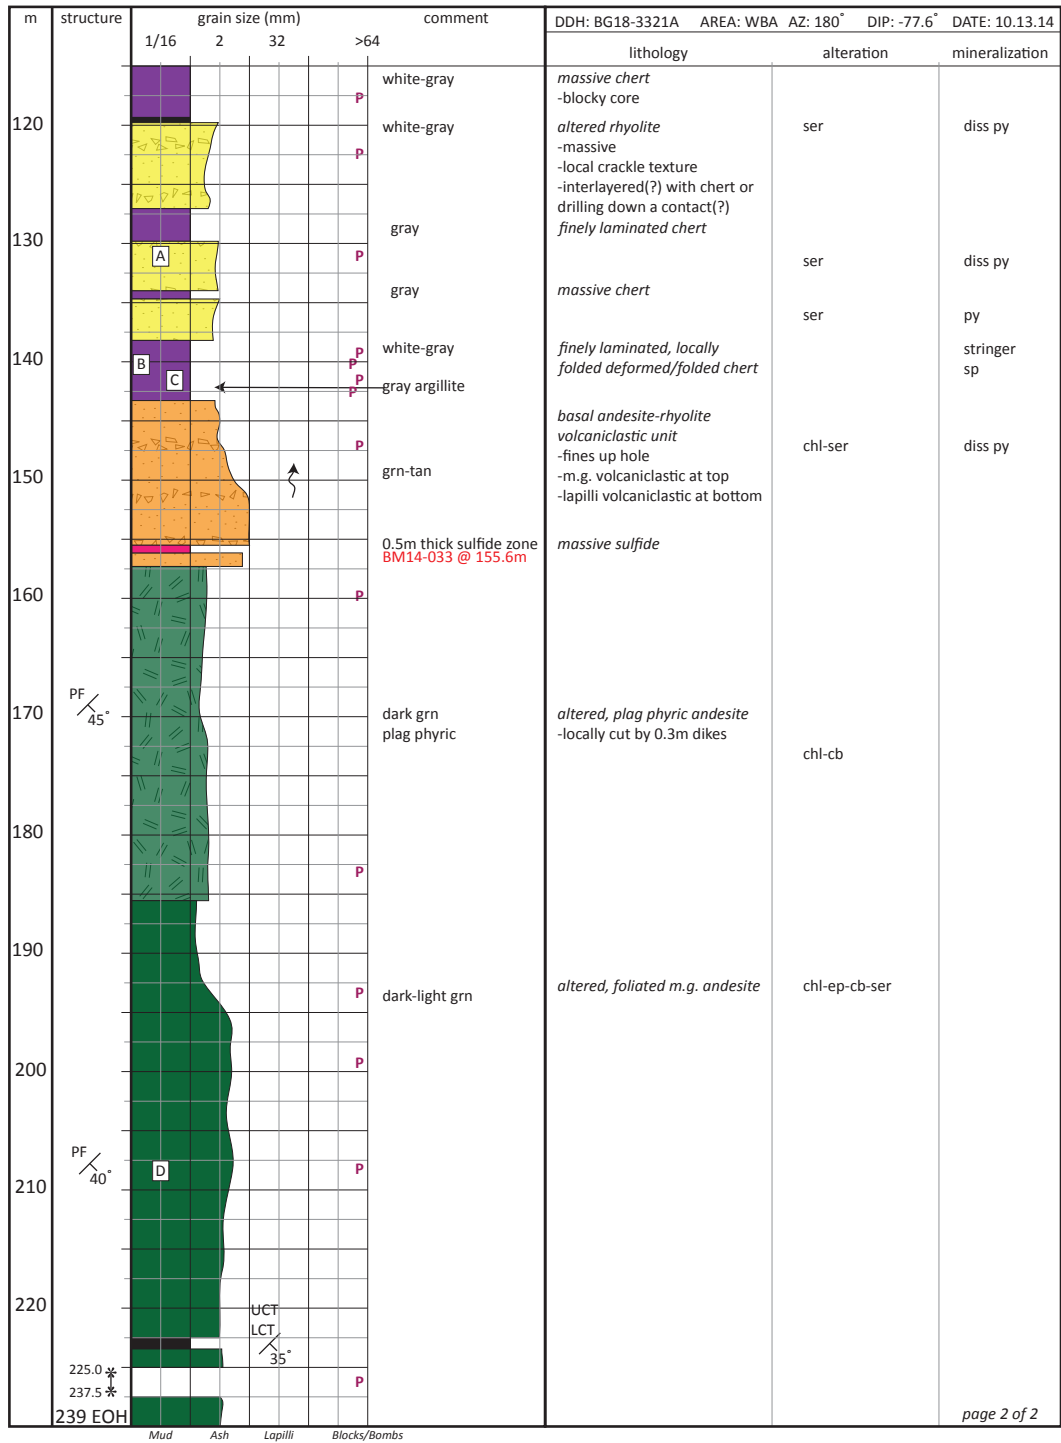 m structure grain size (mm) comment DDH: BG18-3321A AREA: WBA AZ: 180° DIP: -77.6° DATE: 10.13.14
1/16 2 32 >64 lithology alteration mineralization
white-gray massive chert
P -blocky core
120 white-gray altered rhyolite ser diss py
-massive
P
-local crackle texture
-interlayered(?) with chert or
drilling down a contact(?)
gray finely laminated chert
130
A P ser diss py
gray massive chert
ser py
white-gray finely laminated, locally stringer
P
140 B P folded deformed/folded chert sp
C P gray argillite
P
basal andesite-rhyolite
volcaniclastic unit
P chl-ser diss py
-fines up hole
150 grn-tan -m.g. volcaniclastic at top
-lapilli volcaniclastic at bottom
0.5m thick sulfide zone massive sulfide
BM14-033 @ 155.6m
160 P
PF
45°
170 dark grn altered, plag phyric andesite
plag phyric -locally cut by 0.3m dikes
chl-cb
180
P
190
P dark-light grn altered, foliated m.g. andesite chl-ep-cb-ser
200 P
PF
40°
D P
210
220 UCT
LCT
35°
225.0
P
237.5
239 EOH page 2 of 2
Mud Ash Lapilli Blocks/Bombs